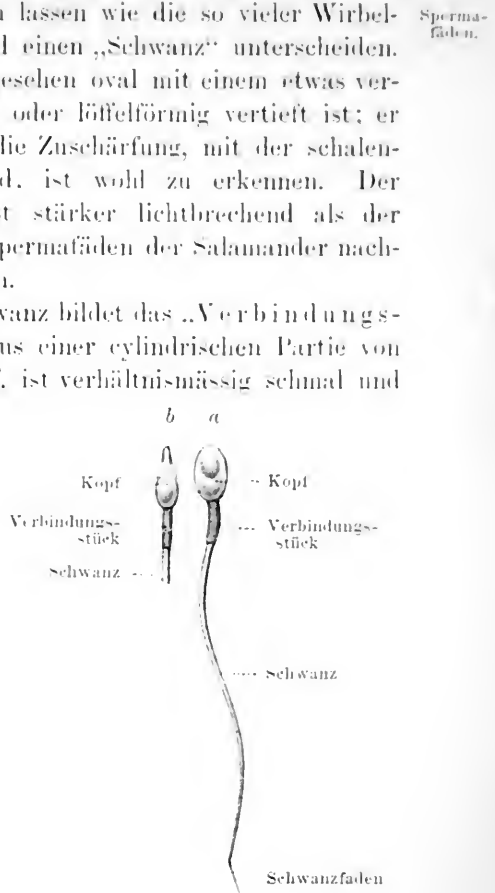 lassen wie die so vieler Wirbel-
einen „Schwanz“ unterscheiden.
esehen oval mit einem etwas ver-
oder löffelförmig vertieft ist; er
die Zuschärfung, mit der schalen-
d. ist wohl zu erkennen. Der
t stärker lichtbrechend als der
permafäden der Salamander nach-
n.
wanz bildet das „Verbindungs-
us einer cylindrischen Partie von
ist verhältnismässig schmal und
Sperma-
fäden.
b a
Kopf
Kopf
Verbindungs-
stück
Verbindungs-
stück
Schwanz
Schwanz
Schwanzfaden